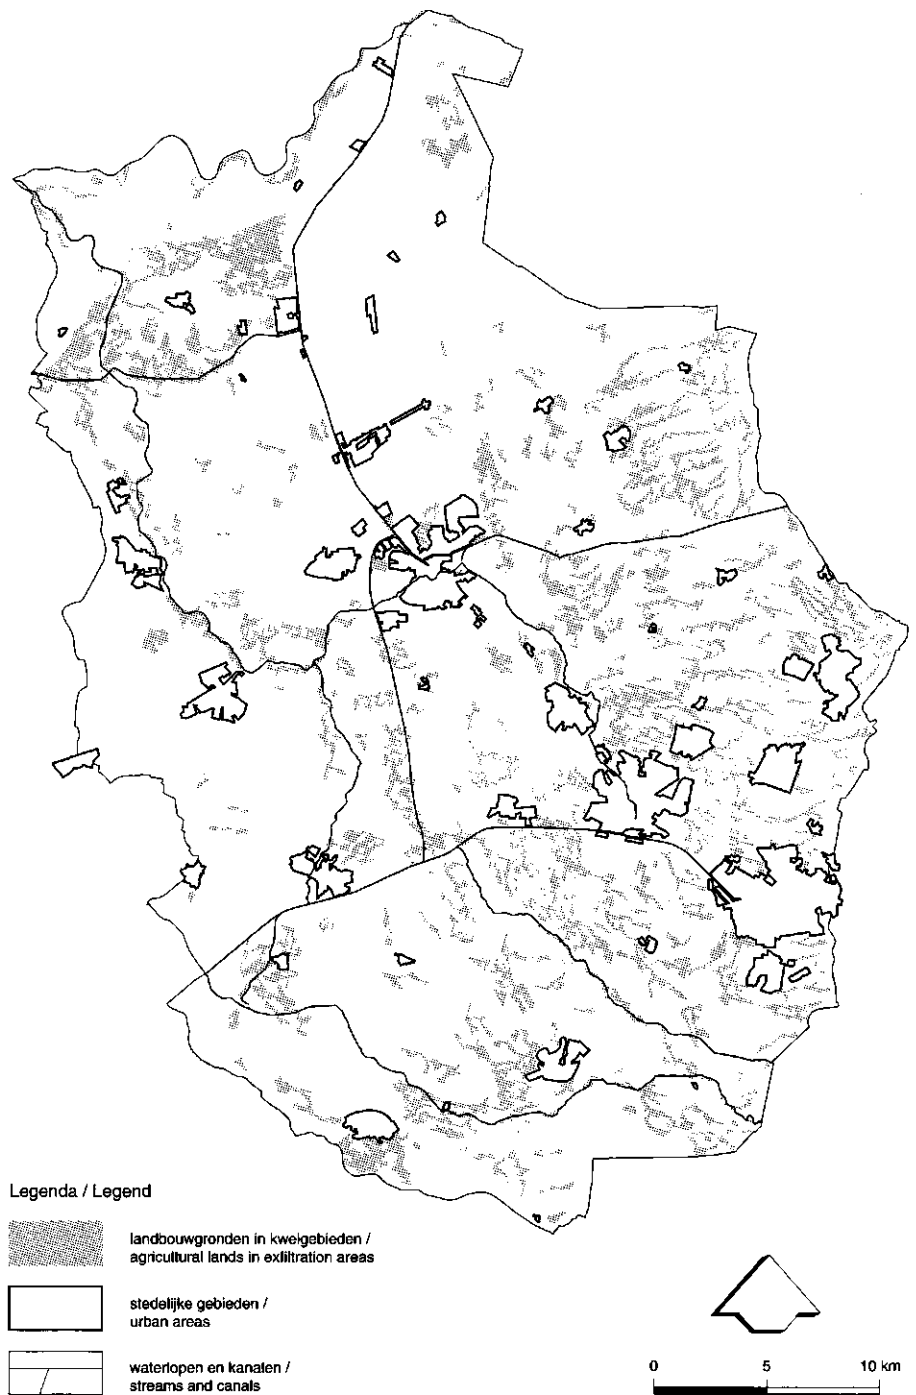 Legenda / Legend
landbouwgronden in kwelgebieden /
agricultural lands in exfiltration areas
stedelijke gebieden /
urban areas
waterlopen en kanalen /
streams and canals
0 5 10 km